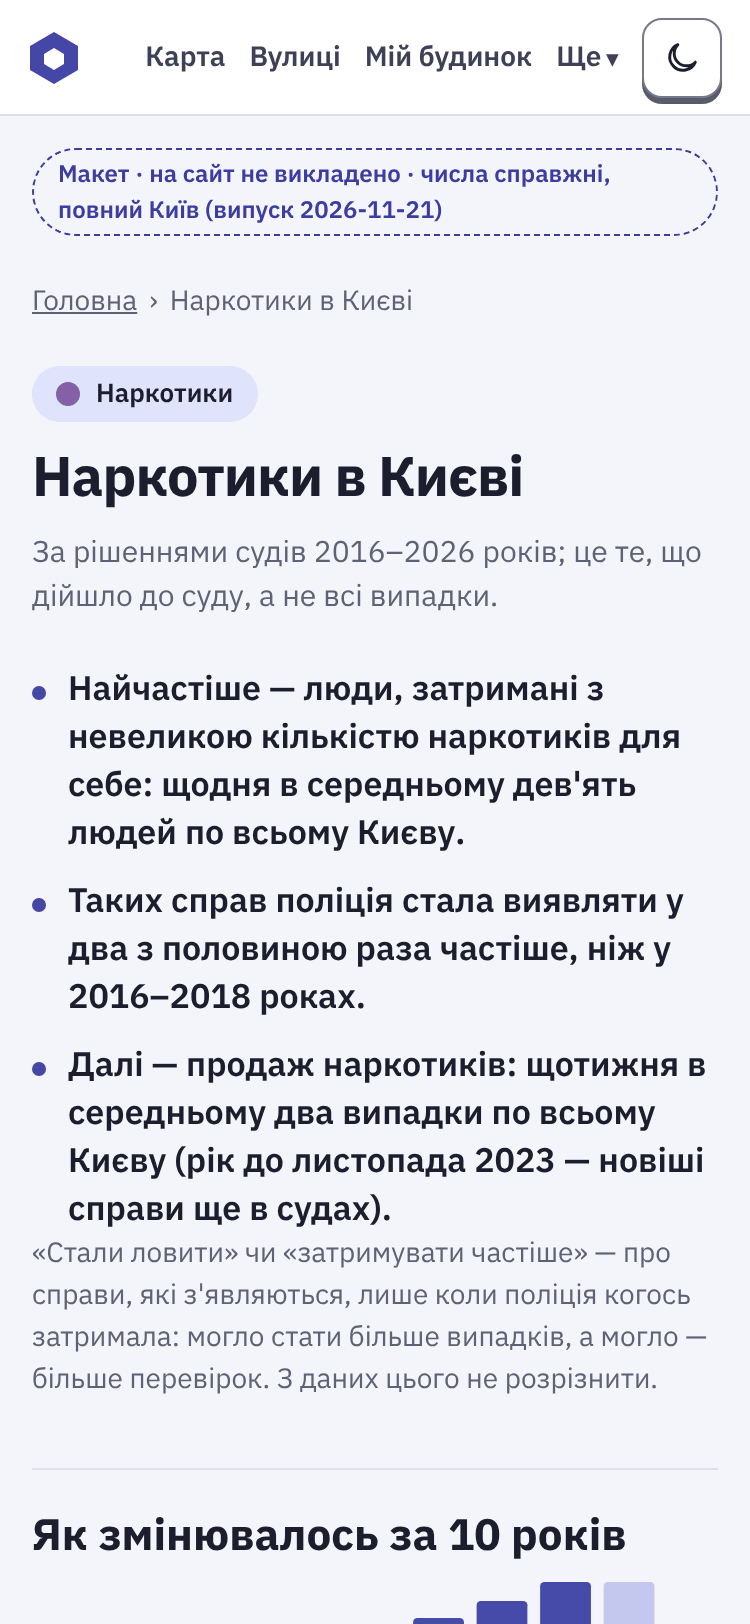 Карта Вулиці Мій будинок Ще ▾
Макет · на сайт не викладено · числа справжні,
повний Київ (випуск 2026-11-21)
Головна › Наркотики в Києві
Наркотики
Наркотики в Києві
За рішеннями судів 2016–2026 років; це те, що
дійшло до суду, а не всі випадки.
Найчастіше — люди, затримані з
невеликою кількістю наркотиків для
себе: щодня в середньому дев'ять
людей по всьому Києву.
Таких справ поліція стала виявляти у
два з половиною раза частіше, ніж у
2016–2018 роках.
Далі — продаж наркотиків: щотижня в
середньому два випадки по всьому
Києву (рік до листопада 2023 — новіші
справи ще в судах).
«Стали ловити» чи «затримувати частіше» — про
справи, які з'являються, лише коли поліція когось
затримала: могло стати більше випадків, а могло —
більше перевірок. З даних цього не розрізнити.
Як змінювалось за 10 років